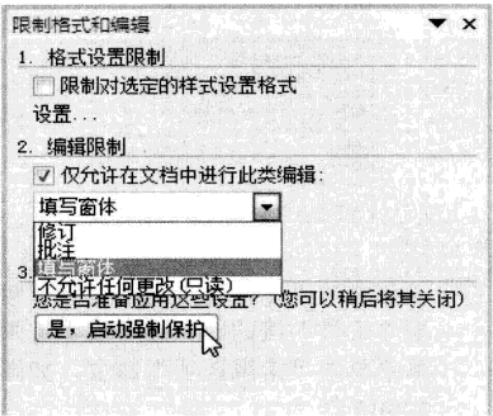 限制格式和编辑
1. 格式设置限制
限制对选定的样式设置格式
设置...
2. 编辑限制
仅允许在文档中进行此类编辑:
填写窗体
修订
批注
填写窗体
不允许任何更改(只读)
3.
您是否准备应用这些设置?(您可以稍后将其关闭)
是,启动强制保护